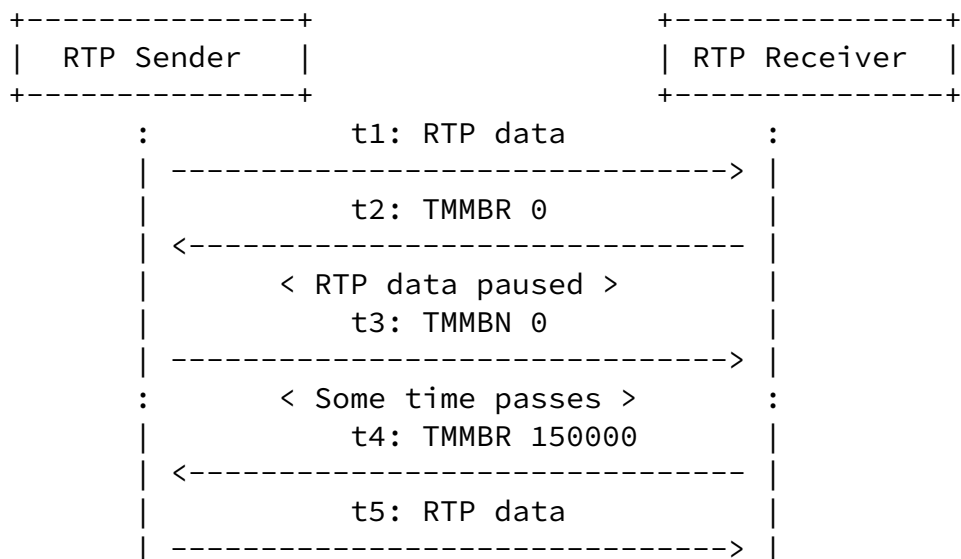 +---------------+                   +---------------+
|  RTP Sender   |                   | RTP Receiver  |
+---------------+                   +---------------+
       :           t1: RTP data           :
       | -------------------------------> |
       |           t2: TMMBR 0            |
       | <------------------------------- |
       |       < RTP data paused >        |
       |           t3: TMMBN 0            |
       | -------------------------------> |
       :       < Some time passes >       :
       |           t4: TMMBR 150000       |
       | <------------------------------- |
       |           t5: RTP data           |
       | -------------------------------> |